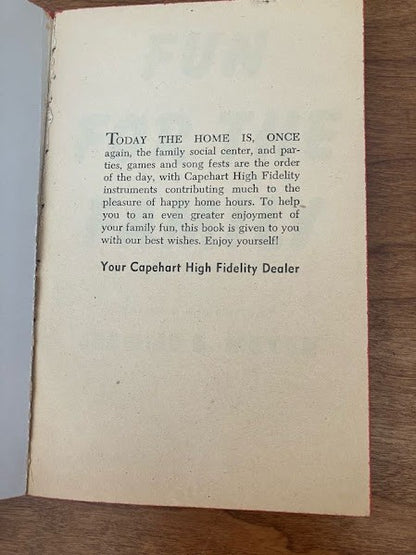 TODAY THE HOME IS, ONCE
again, the family social center, and par-
ties, games and song fests are the order
of the day, with Capehart High Fidelity
instruments contributing much to the
pleasure of happy home hours. To help
you to an even greater enjoyment of
your family fun, this book is given to you
with our best wishes. Enjoy yourself!
Your Capehart High Fidelity Dealer